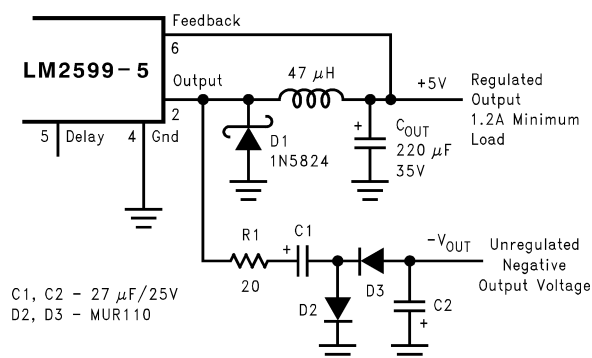 Feedback
6
LM2599-5
Output
2
5
Delay
4
Gnd
47 μH
+5V
Regulated
Output
1.2A Minimum
Load
D1
1N5824
+
COUT
220 μF
35V
R1
20
C1
+
-VOUT
Unregulated
Negative
Output Voltage
D2
D3
C2
+
C1, C2 - 27 μF/25V
D2, D3 - MUR110